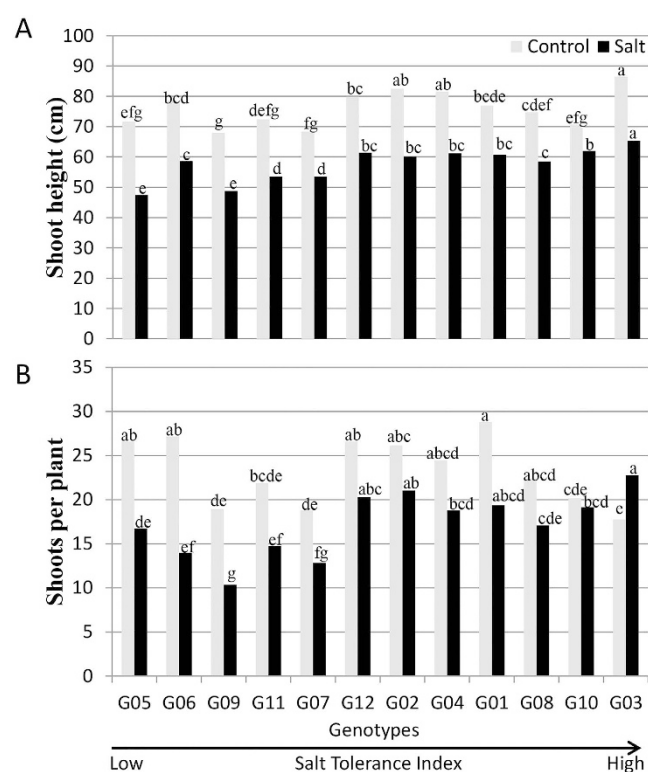 A
100
Control Salt
90
80
70
60
50
40
30
20
10
0
Shoot height (cm)
efg bcd g defg fg bc ab ab bcde cdef efg a
e c e d d bc bc bc bc c b a
B
35
30
25
20
15
10
5
0
Shoots per plant
ab ab de bcde de ab abc abcd a abcd cde c
de ef g ef fg abc ab bcd abcd cde bcd a
G05 G06 G09 G11 G07 G12 G02 G04 G01 G08 G10 G03
Genotypes
Low Salt Tolerance Index High